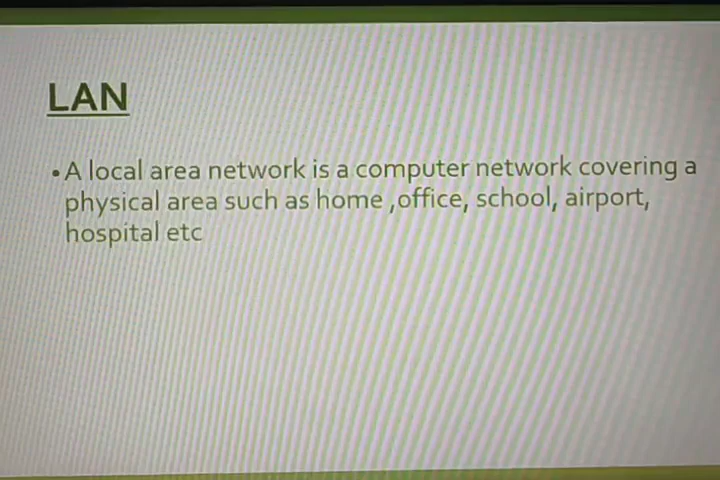 LAN
•A local area network is a computer network covering a
physical area such as home ,office, school, airport,
hospital etc